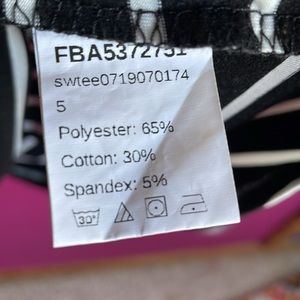 FBA5372731
swtee0719070174
5
Polyester: 65%
Cotton: 30%
Spandex: 5%
30°